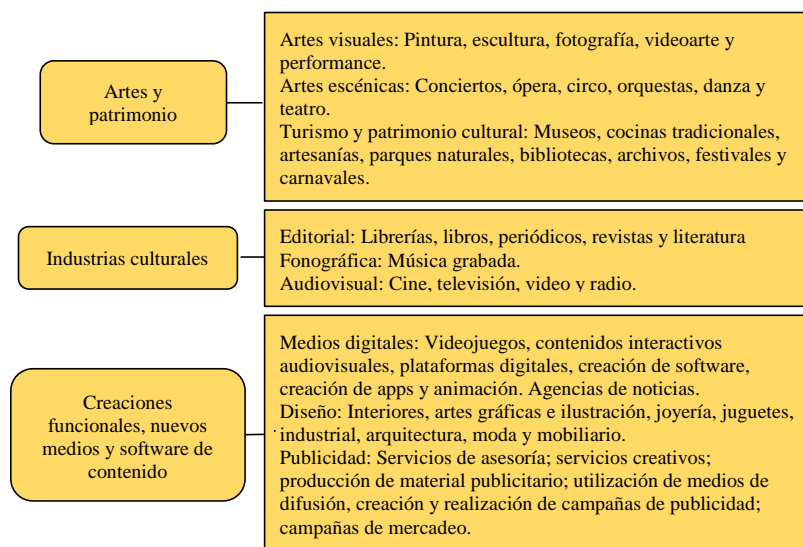 Artes y
patrimonio
Artes visuales: Pintura, escultura, fotografía, videoarte y
performance.
Artes escénicas: Conciertos, ópera, circo, orquestas, danza y
teatro.
Turismo y patrimonio cultural: Museos, cocinas tradicionales,
artesanías, parques naturales, bibliotecas, archivos, festivales y
carnavales.
Industrias culturales
Editorial: Librerías, libros, periódicos, revistas y literatura
Fonográfica: Música grabada.
Audiovisual: Cine, televisión, video y radio.
Creaciones
funcionales, nuevos
medios y software de
contenido
Medios digitales: Videojuegos, contenidos interactivos
audiovisuales, plataformas digitales, creación de software,
creación de apps y animación. Agencias de noticias.
Diseño: Interiores, artes gráficas e ilustración, joyería, juguetes,
industrial, arquitectura, moda y mobiliario.
Publicidad: Servicios de asesoría; servicios creativos;
producción de material publicitario; utilización de medios de
difusión, creación y realización de campañas de publicidad;
campañas de mercadeo.